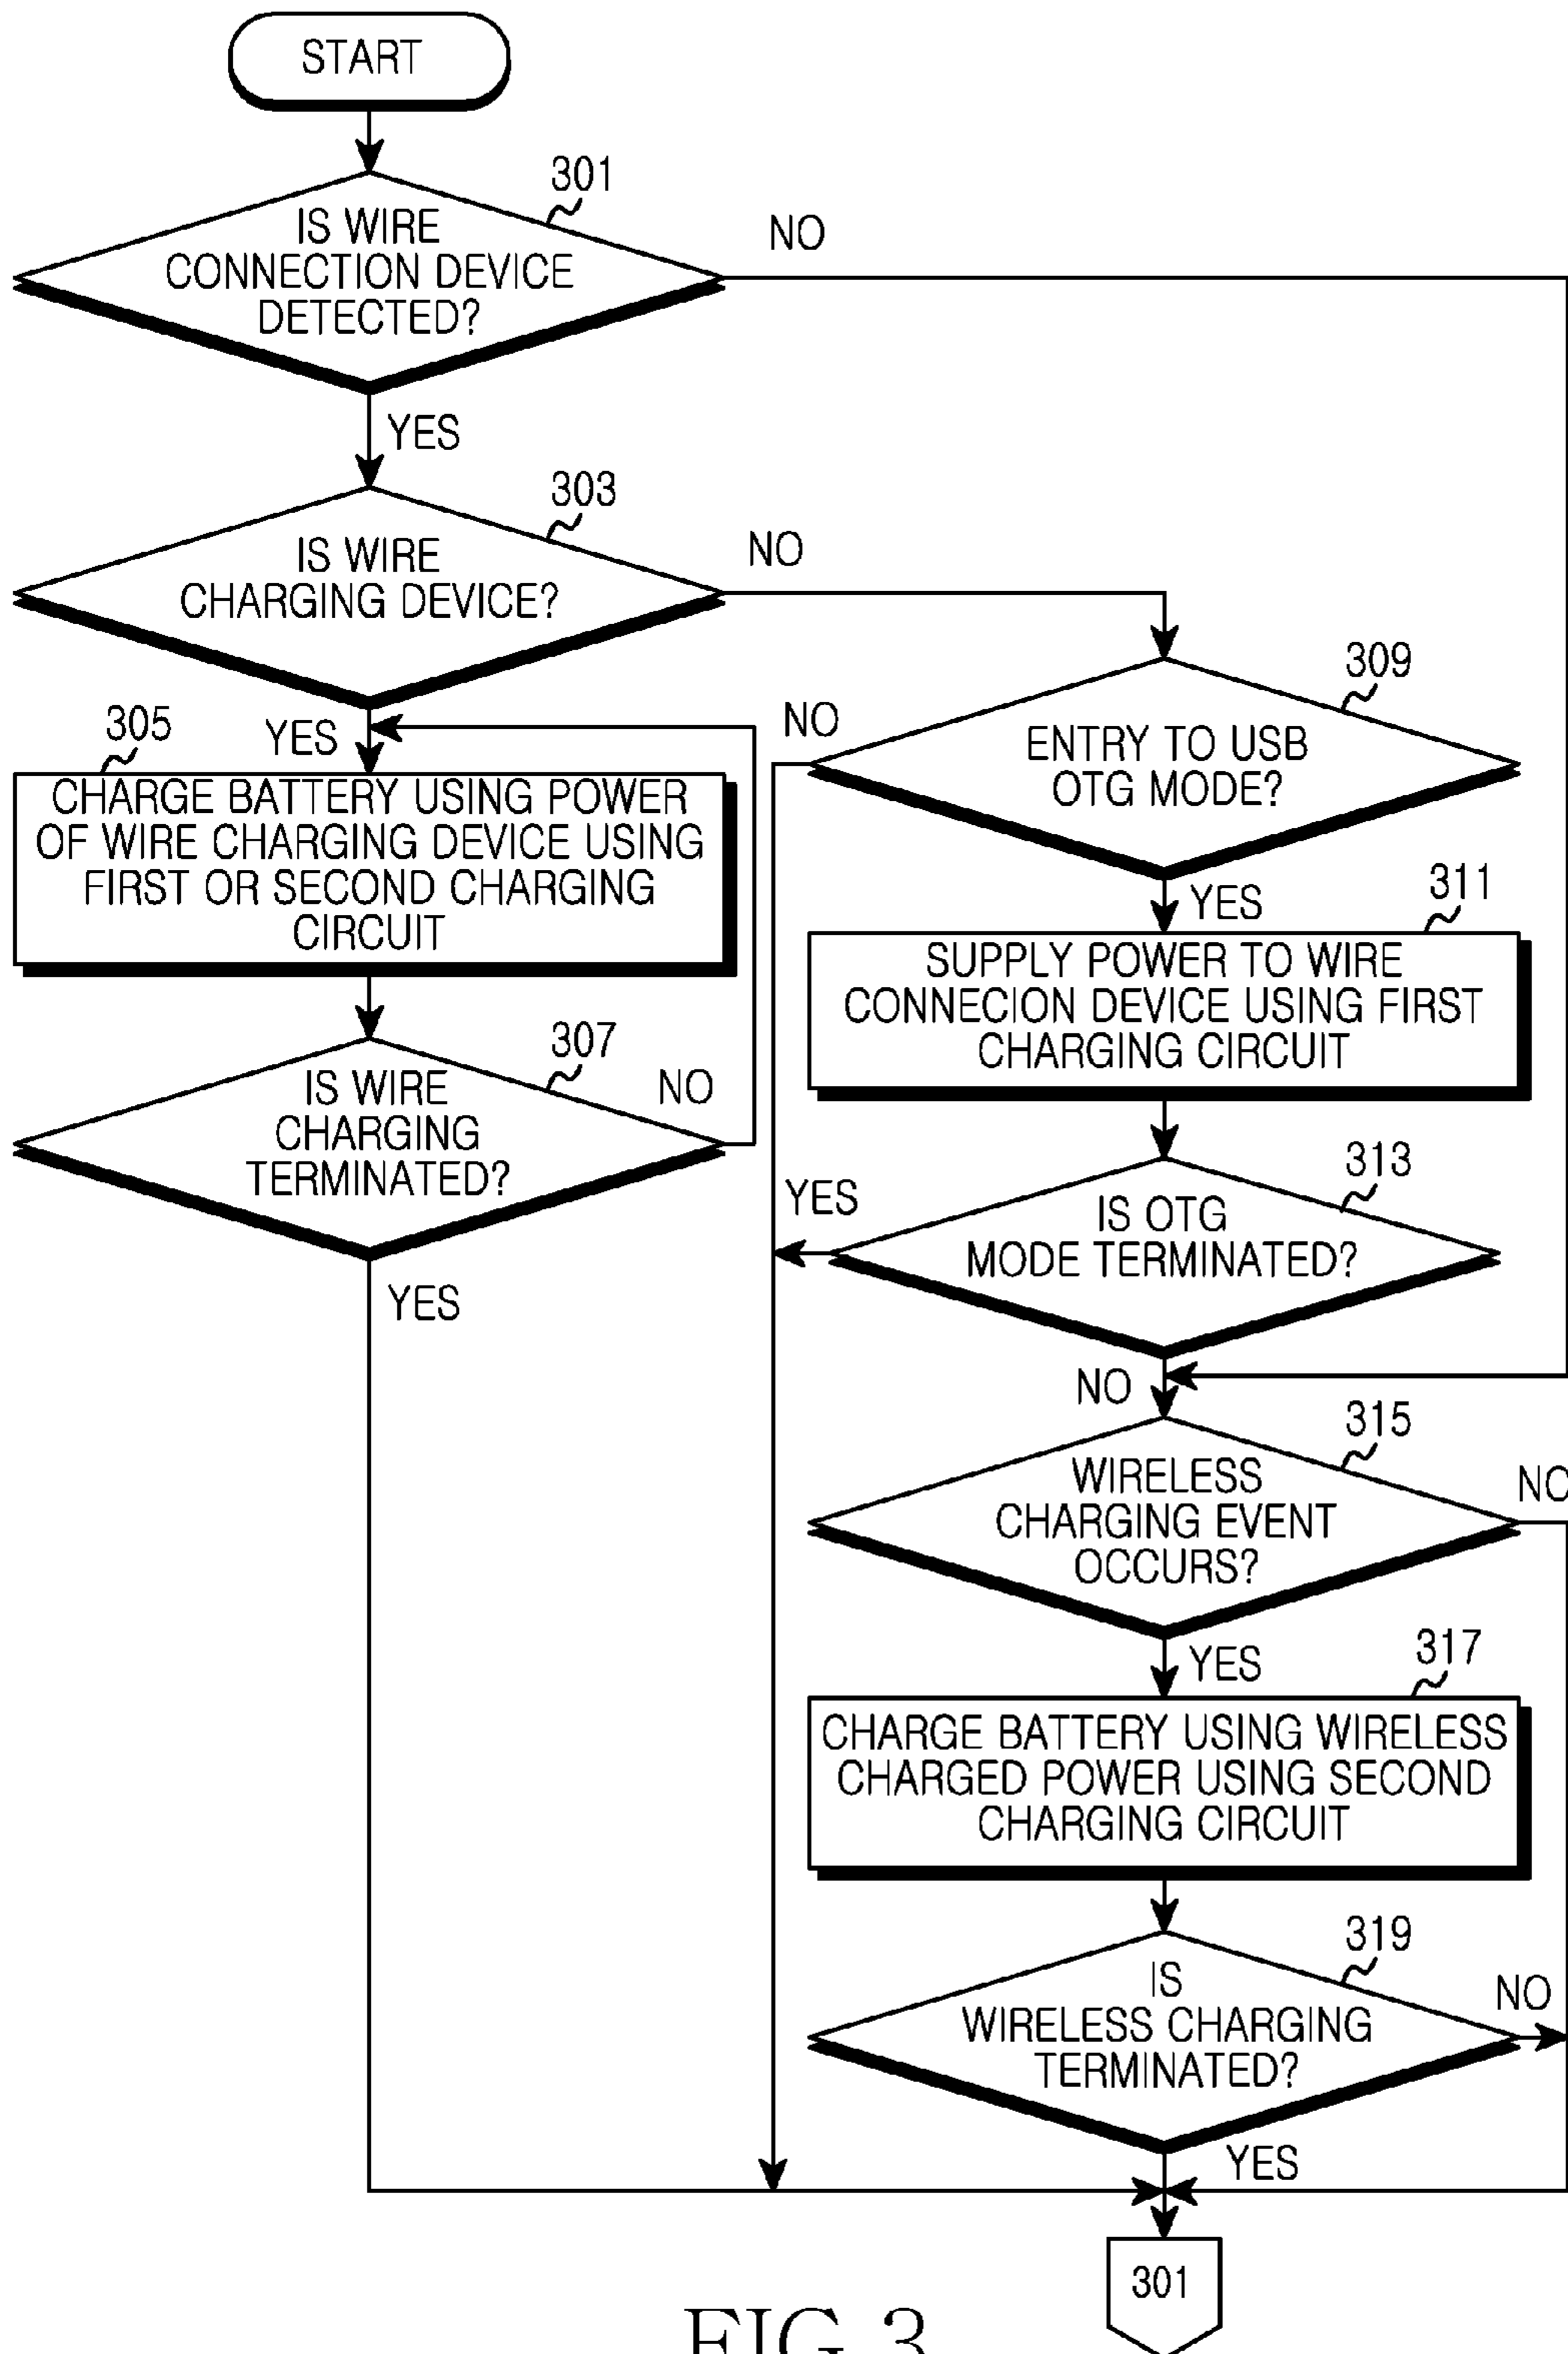 START
301
IS WIRE
CONNECTION DEVICE
DETECTED?
NO
YES
303
IS WIRE
CHARGING DEVICE?
NO
YES
305
CHARGE BATTERY USING POWER
OF WIRE CHARGING DEVICE USING
FIRST OR SECOND CHARGING
CIRCUIT
307
IS WIRE
CHARGING
TERMINATED?
NO
YES
309
ENTRY TO USB
OTG MODE?
NO
YES
311
SUPPLY POWER TO WIRE
CONNECION DEVICE USING FIRST
CHARGING CIRCUIT
313
IS OTG
MODE TERMINATED?
YES
NO
315
WIRELESS
CHARGING EVENT
OCCURS?
NO
YES
317
CHARGE BATTERY USING WIRELESS
CHARGED POWER USING SECOND
CHARGING CIRCUIT
319
IS
WIRELESS CHARGING
TERMINATED?
NO
YES
301
FIG.3